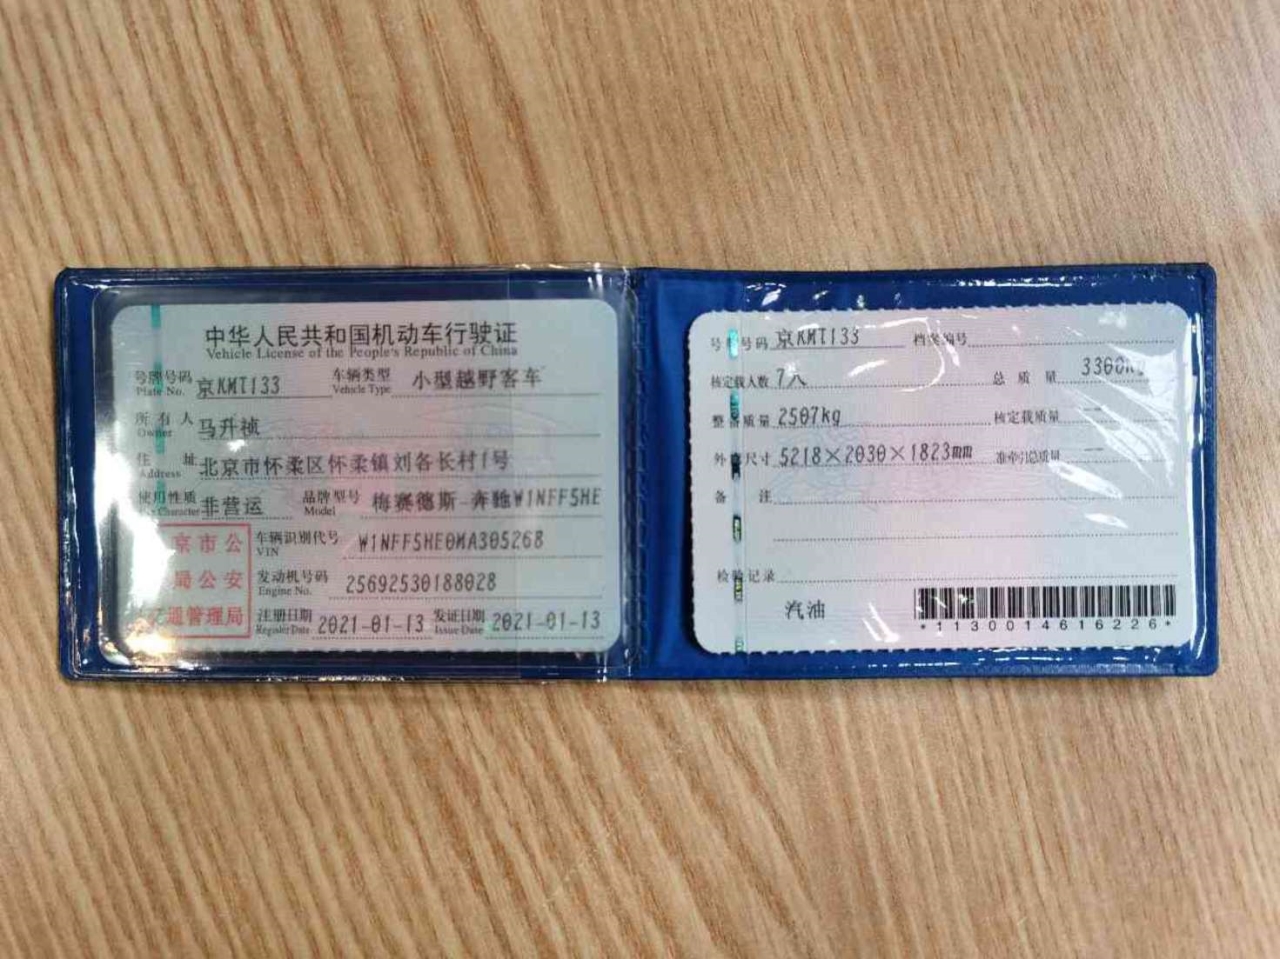 中华人民共和国机动车行驶证
Vehicle License of the People's Republic of China
号牌号码 Plate No. 京KMT133 车辆类型 Vehicle Type 小型越野客车
所有人 Owner 马升祯
住址 Address 北京市怀柔区怀柔镇刘各长村1号
使用性质 Use Character 非营运 品牌型号 Model 梅赛德斯-奔驰W1NFF5HE
京市公
局公安
交通管理局
车辆识别代号 VIN W1NFF5HE0MA305268
发动机号码 Engine No. 25692530188028
注册日期 Register Date 2021-01-13 发证日期 Issue Date 2021-01-13
号牌号码 京KMT133 档案编号
核定载人数 7人 总质量 3360kg
整备质量 2507kg 核定载质量 --
外廓尺寸 5218×2030×1823mm 准牵引总质量 --
备注
检验记录
汽油
*1130014616226*